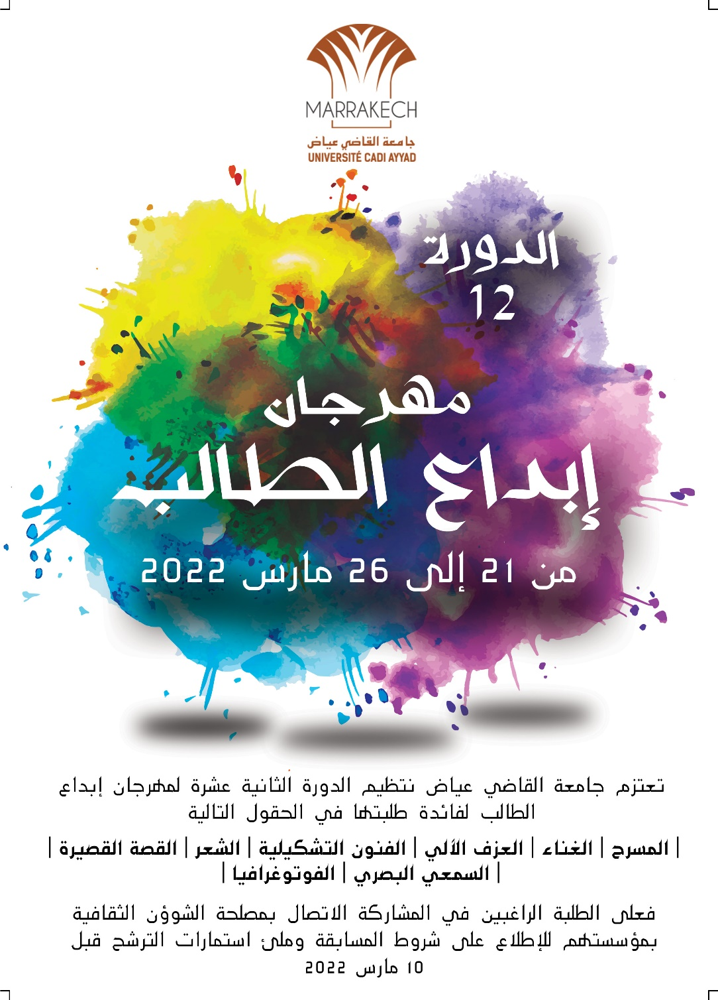 MARRAKECH
جامعة القاضي عياض
UNIVERSITÉ CADI AYYAD
الدورة
12
مهرجان
إبداع الطالب
من 21 إلى 26 مارس 2022
تعتزم جامعة القاضي عياض نتظيم الدورة الثانية عشرة لمهرجان إبداع
الطالب لفائدة طلبتها في الحقول التالية
| المسرح | الغناء | العزف الألي | الفنون التشكيلية | الشعر | القصة القصيرة |
| السمعي البصري | الفوتوغرافيا |
فعلى الطلبة الراغبين في المشاركة الاتصال بمصلحة الشوؤن الثقافية
بمؤسستهم للإطلاع على شروط المسابقة وملئ استمارات الترشح قبل
10 مارس 2022